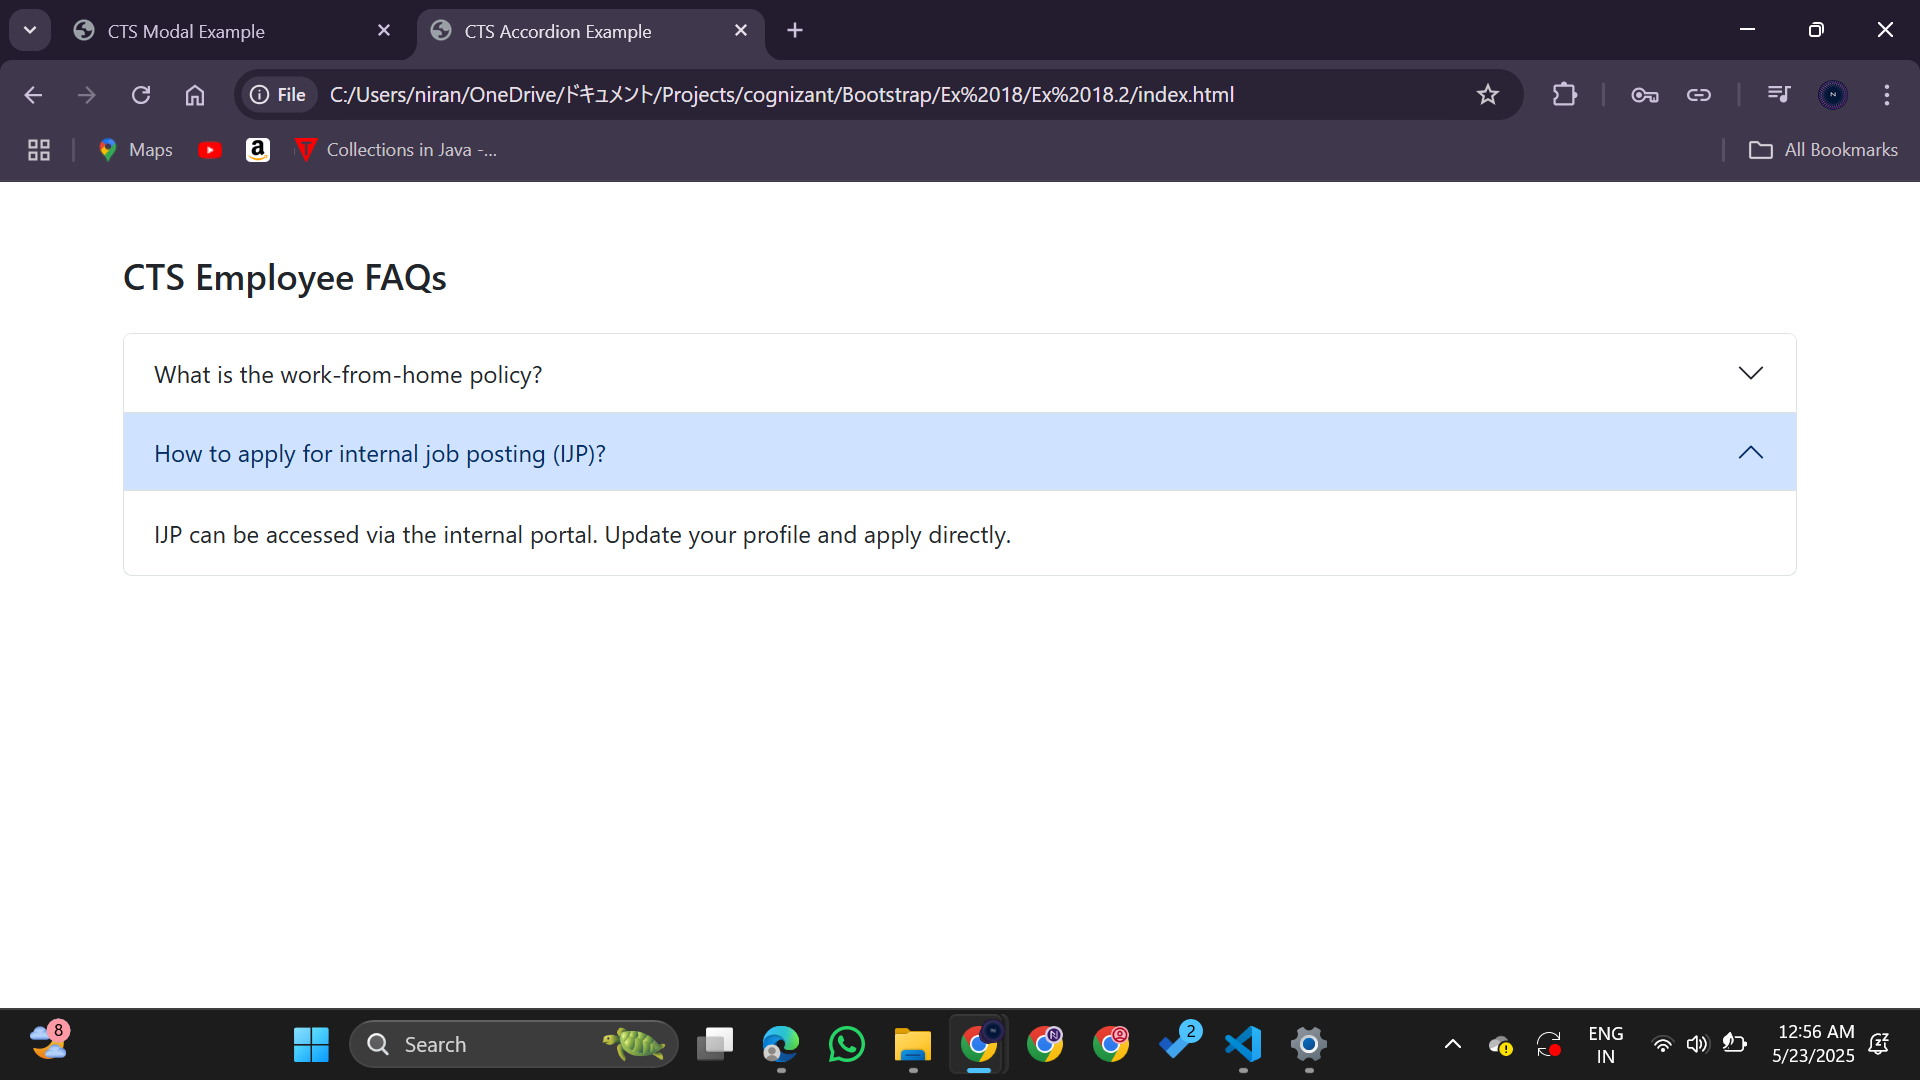 CTS Modal Example
CTS Accordion Example
File
C:/Users/niran/OneDrive/ドキュメント/Projects/cognizant/Bootstrap/Ex%2018/Ex%2018.2/index.html
Maps
Collections in Java -...
All Bookmarks
CTS Employee FAQs
What is the work-from-home policy?
How to apply for internal job posting (IJP)?
IJP can be accessed via the internal portal. Update your profile and apply directly.
8
Search
2
ENG
IN
12:56 AM
5/23/2025